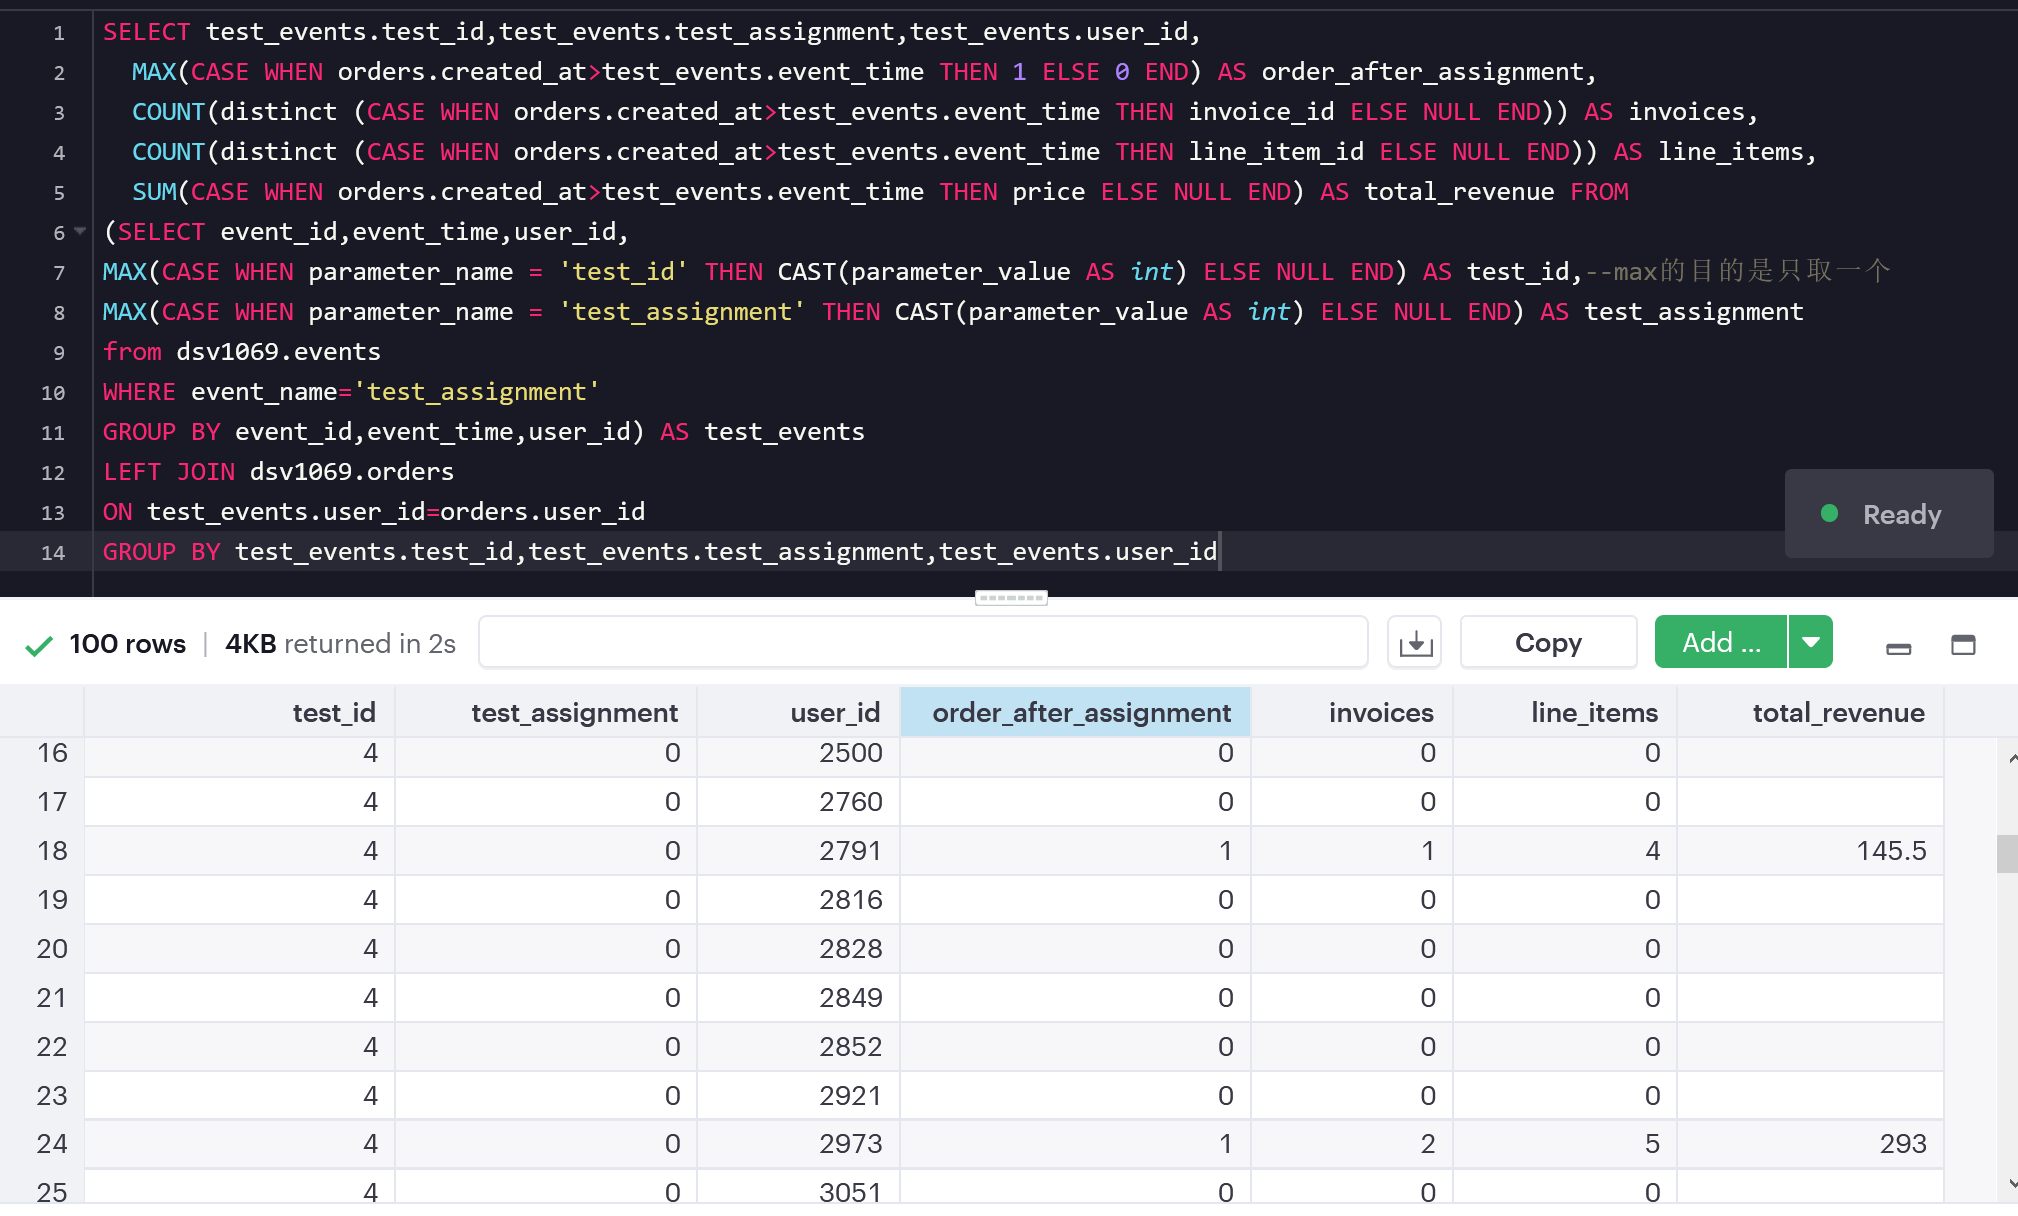 1 SELECT test_events.test_id,test_events.test_assignment,test_events.user_id,
2 MAX(CASE WHEN orders.created_at>test_events.event_time THEN 1 ELSE 0 END) AS order_after_assignment,
3 COUNT(distinct (CASE WHEN orders.created_at>test_events.event_time THEN invoice_id ELSE NULL END)) AS invoices,
4 COUNT(distinct (CASE WHEN orders.created_at>test_events.event_time THEN line_item_id ELSE NULL END)) AS line_items,
5 SUM(CASE WHEN orders.created_at>test_events.event_time THEN price ELSE NULL END) AS total_revenue FROM
6 (SELECT event_id,event_time,user_id,
7 MAX(CASE WHEN parameter_name = 'test_id' THEN CAST(parameter_value AS int) ELSE NULL END) AS test_id,--max的目的是只取一个
8 MAX(CASE WHEN parameter_name = 'test_assignment' THEN CAST(parameter_value AS int) ELSE NULL END) AS test_assignment
9 from dsv1069.events
10 WHERE event_name='test_assignment'
11 GROUP BY event_id,event_time,user_id) AS test_events
12 LEFT JOIN dsv1069.orders
13 ON test_events.user_id=orders.user_id
Ready
14 GROUP BY test_events.test_id,test_events.test_assignment,test_events.user_id
100 rows | 4KB returned in 2s Copy Add ...
test_id test_assignment user_id order_after_assignment invoices line_items total_revenue
16 4 0 2500 0 0 0
17 4 0 2760 0 0 0
18 4 0 2791 1 1 4 145.5
19 4 0 2816 0 0 0
20 4 0 2828 0 0 0
21 4 0 2849 0 0 0
22 4 0 2852 0 0 0
23 4 0 2921 0 0 0
24 4 0 2973 1 2 5 293
25 4 0 3051 0 0 0